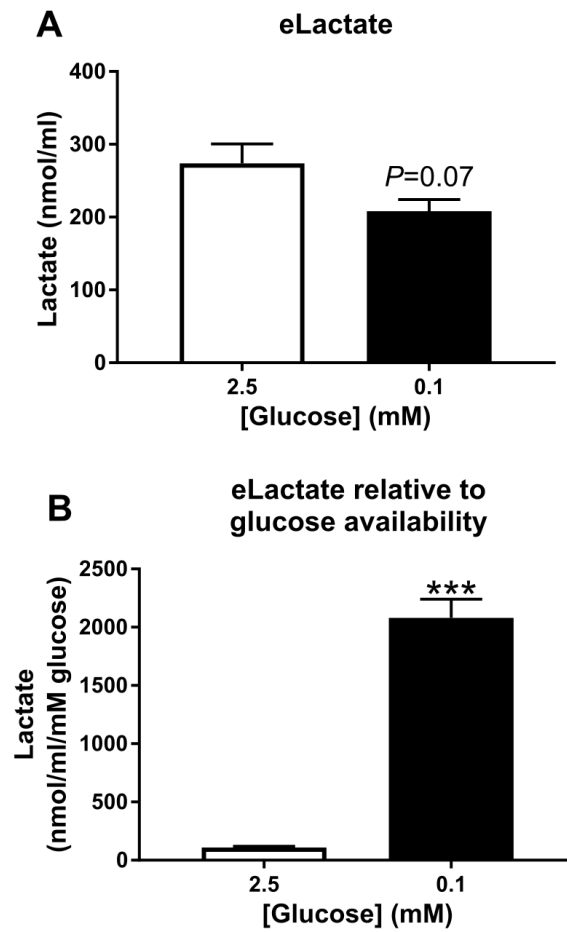 A
eLactate
Lactate (nmol/ml)
400
300
200
100
0
P=0.07
2.5
0.1
[Glucose] (mM)
B
eLactate relative to
glucose availability
Lactate
(nmol/ml/mM glucose)
2500
2000
1500
1000
500
0
***
2.5
0.1
[Glucose] (mM)